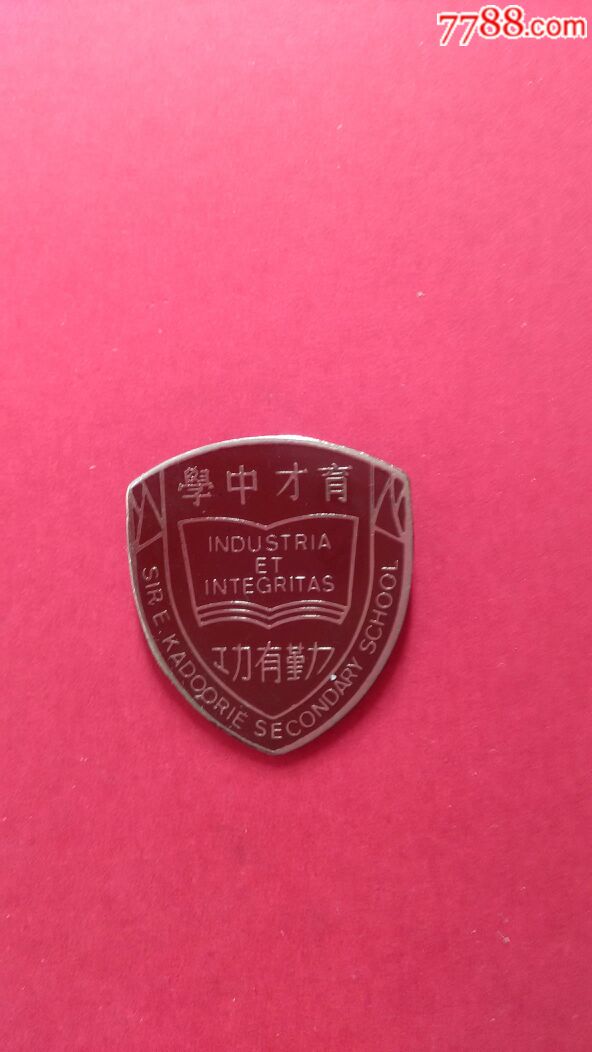 7788.com
育才中學
INDUSTRIA
ET
INTEGRITAS
勤有功
SIR E. KADOORIE SECONDARY SCHOOL